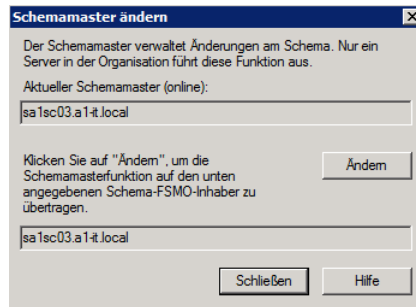 Schemamaster ändern
Der Schemamaster verwaltet Änderungen am Schema. Nur ein
Server in der Organisation führt diese Funktion aus.
Aktueller Schemamaster (online):
sa1sc03.a1-it.local
Klicken Sie auf "Ändern", um die
Schemamasterfunktion auf den unten
angegebenen Schema-FSMO-Inhaber zu
übertragen.
Ändern
sa1sc03.a1-it.local
Schließen
Hilfe